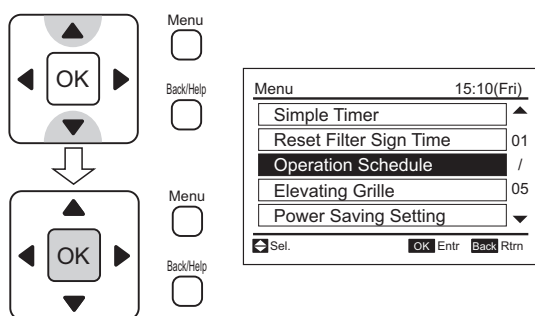 Menu
OK
Back/Help
Menu
OK
Back/Help
Menu 15:10(Fri)
Simple Timer
Reset Filter Sign Time 01
Operation Schedule /
Elevating Grille 05
Power Saving Setting
Sel. OK Entr Back Rtrn